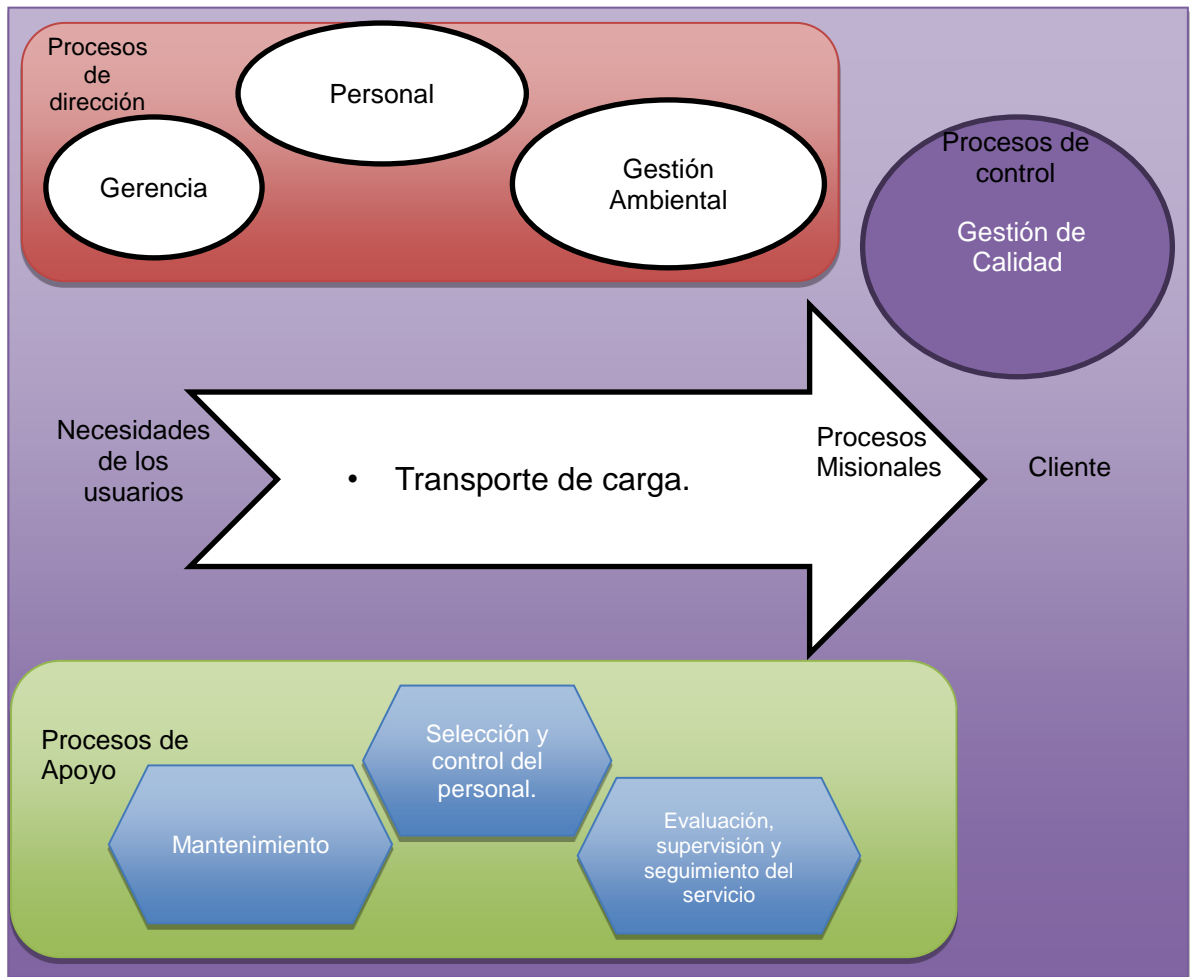 Procesos
de
dirección
Personal
Gerencia
Gestión
Ambiental
Procesos de
control
Gestión de
Calidad
Necesidades
de los
usuarios
• Transporte de carga.
Procesos
Misionales
Cliente
Procesos de
Apoyo
Mantenimiento
Selección y
control del
personal.
Evaluación,
supervisión y
seguimiento del
servicio